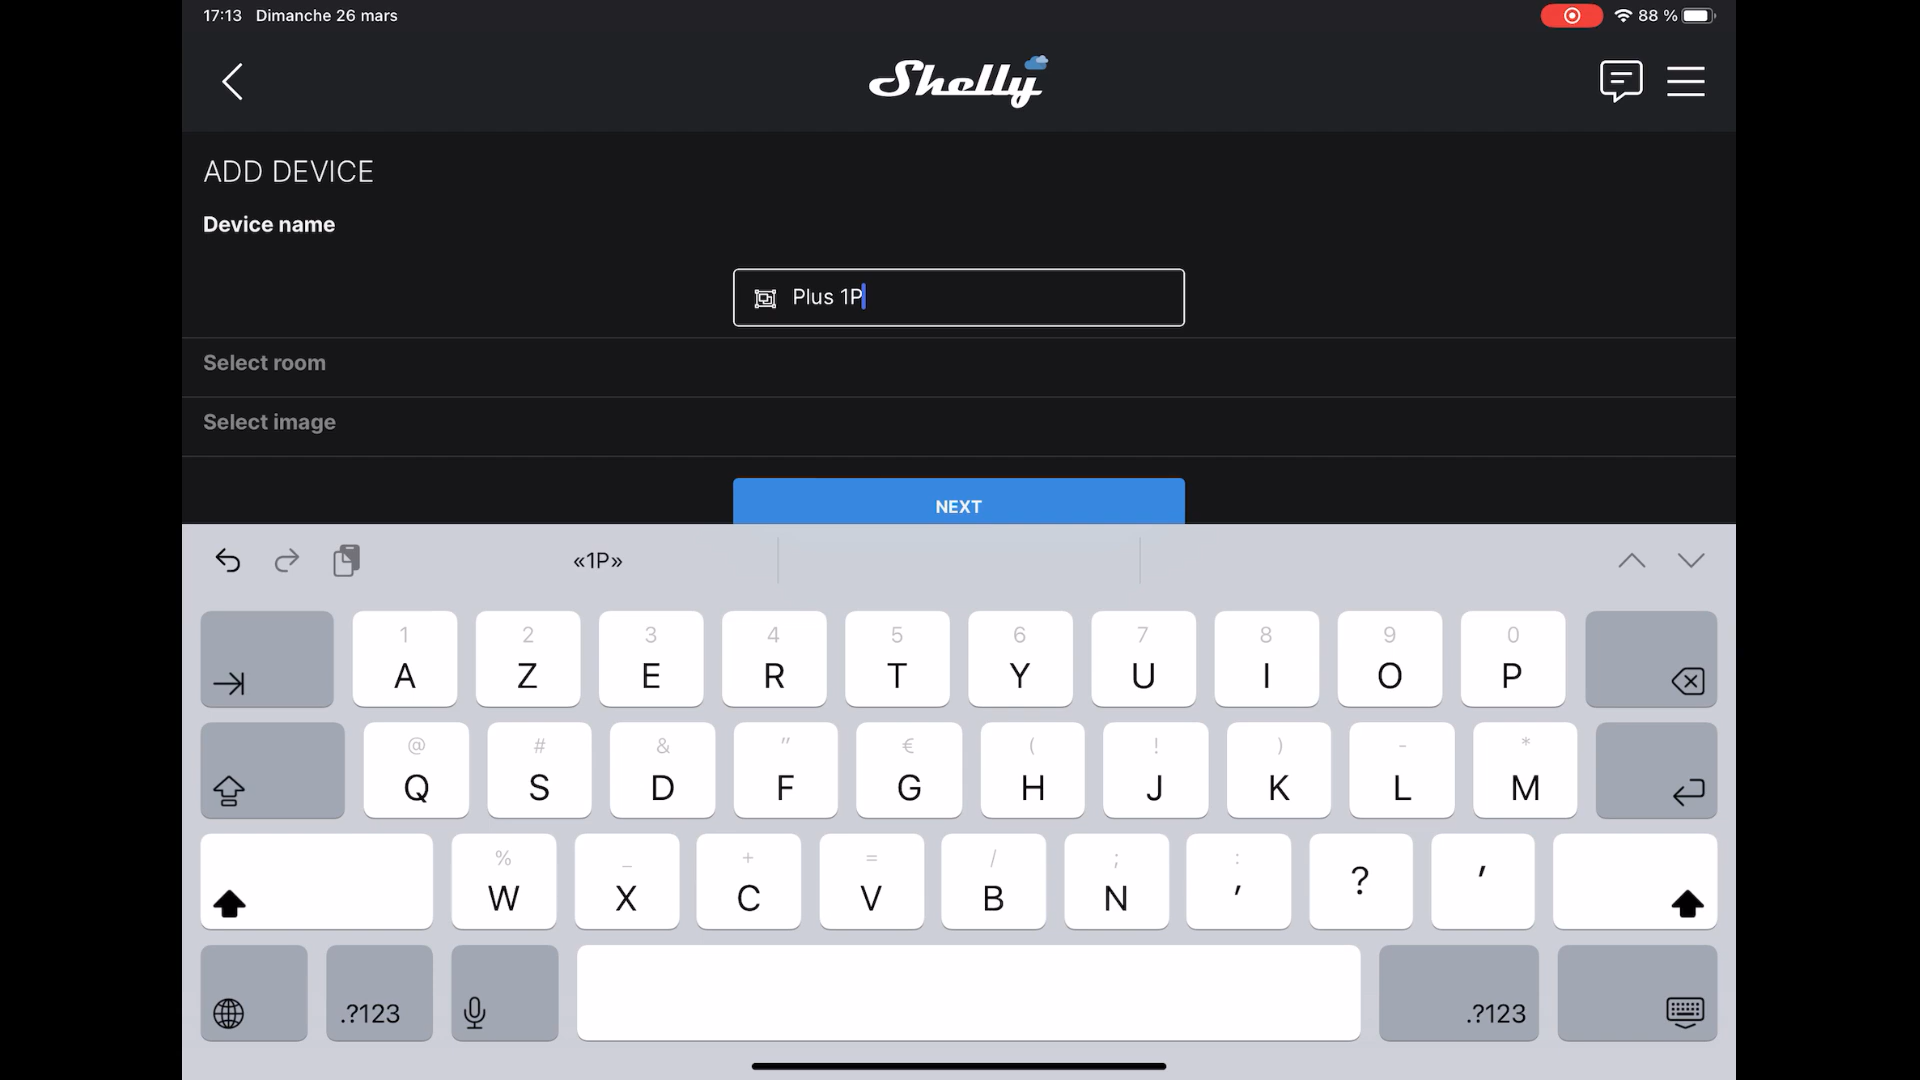 17:13 Dimanche 26 mars
88 %
Shelly
ADD DEVICE
Device name
Plus 1P
Select room
Select image
NEXT
«1P»
1 2 3 4 5 6 7 8 9 0
A Z E R T Y U I O P
@ # & " € ( ! ) - *
Q S D F G H J K L M
% _ + = / ; :
W X C V B N , ? '
.?123 .?123